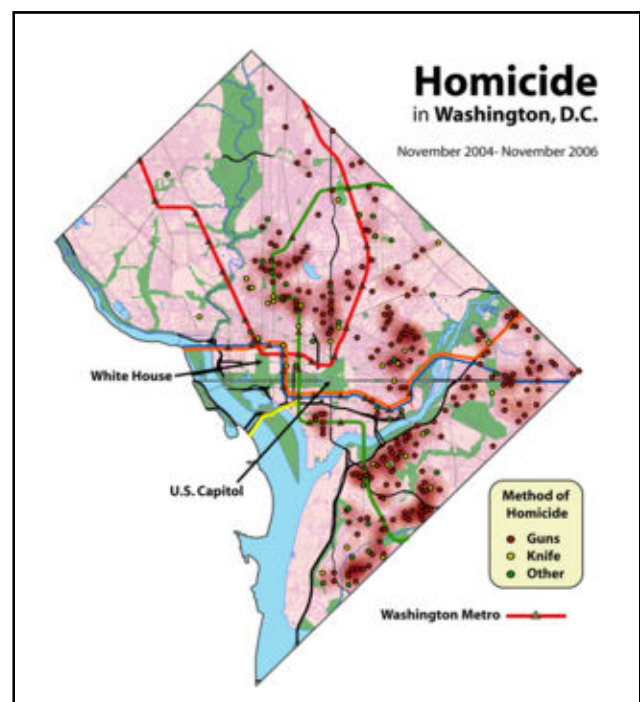 Homicide
in Washington, D.C.
November 2004- November 2006
White House
U.S. Capitol
Method of
Homicide
Guns
Knife
Other
Washington Metro